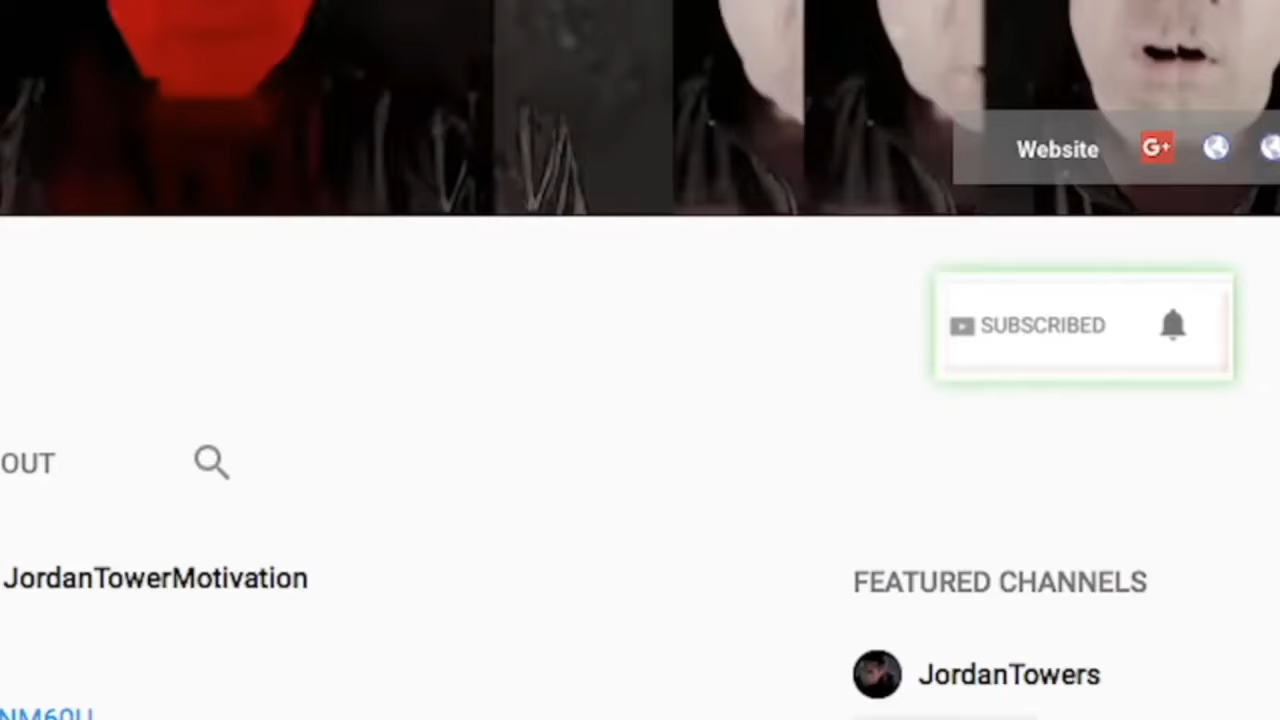 Website G+
SUBSCRIBED
OUT
JordanTowerMotivation
FEATURED CHANNELS
JordanTowers